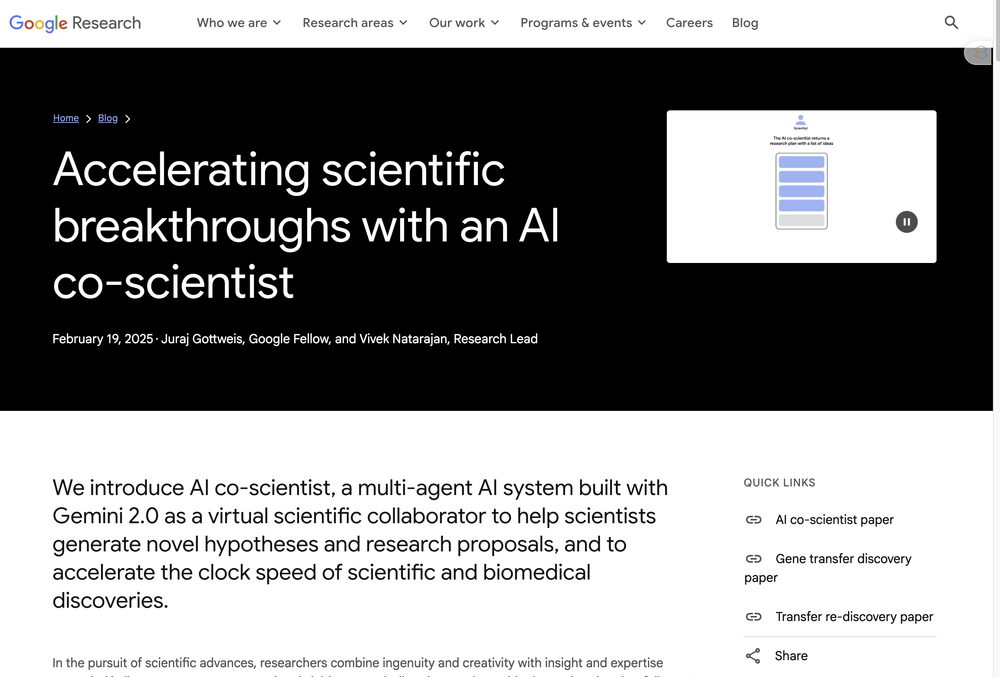 Google Research
Who we are
Research areas
Our work
Programs & events
Careers
Blog
Home
Blog
Accelerating scientific
breakthroughs with an AI
co-scientist
February 19, 2025 · Juraj Gottweis, Google Fellow, and Vivek Natarajan, Research Lead
Scientist
The AI co-scientist returns a
research plan with a list of ideas
We introduce AI co-scientist, a multi-agent AI system built with
Gemini 2.0 as a virtual scientific collaborator to help scientists
generate novel hypotheses and research proposals, and to
accelerate the clock speed of scientific and biomedical
discoveries.
In the pursuit of scientific advances, researchers combine ingenuity and creativity with insight and expertise
QUICK LINKS
AI co-scientist paper
Gene transfer discovery
paper
Transfer re-discovery paper
Share